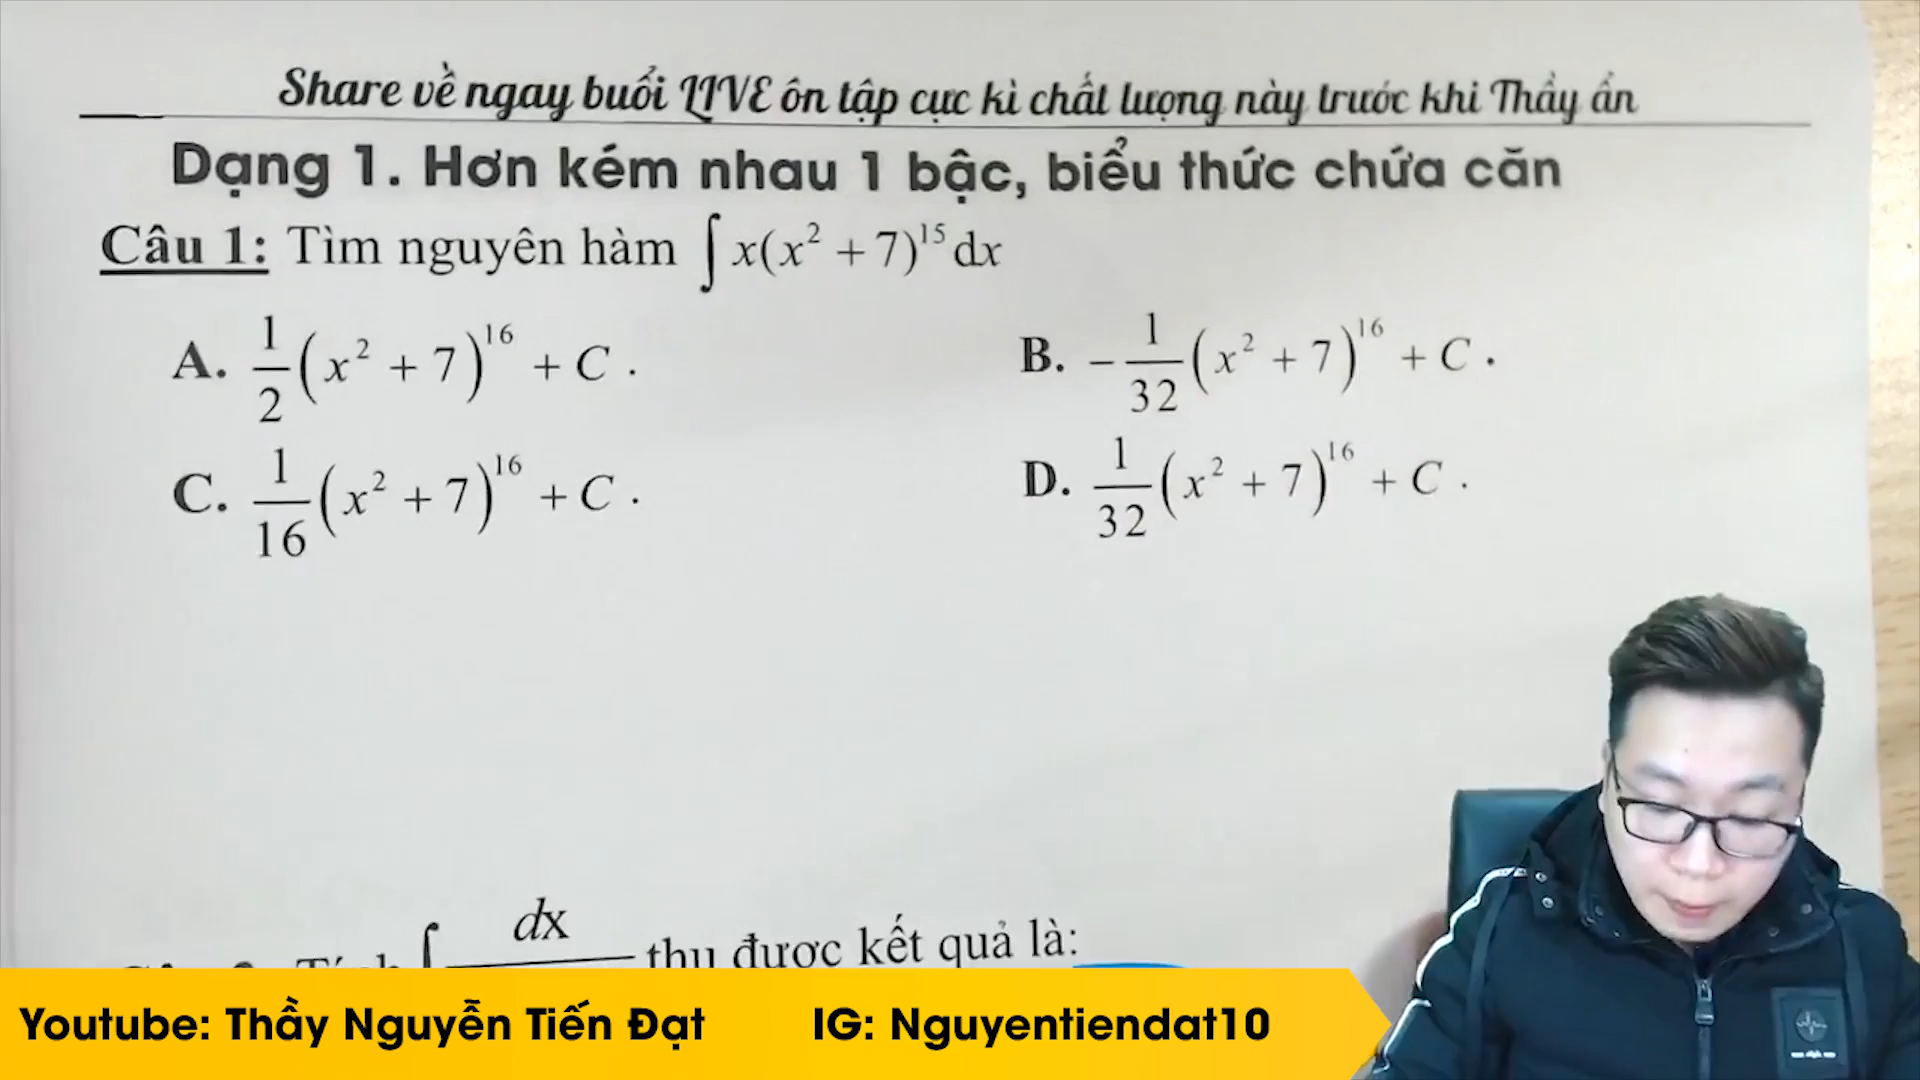 Share về ngay buổi LIVE ôn tập cực kì chất lượng này trước khi Thầy ẩn
Dạng 1. Hơn kém nhau 1 bậc, biểu thức chứa căn
Câu 1: Tìm nguyên hàm ∫ x(x² + 7)¹⁵ dx
A. 1/2 (x² + 7)¹⁶ + C .
B. −1/32 (x² + 7)¹⁶ + C .
C. 1/16 (x² + 7)¹⁶ + C .
D. 1/32 (x² + 7)¹⁶ + C .
∫ dx thu được kết quả là:
Youtube: Thầy Nguyễn Tiến Đạt IG: Nguyentiendat10